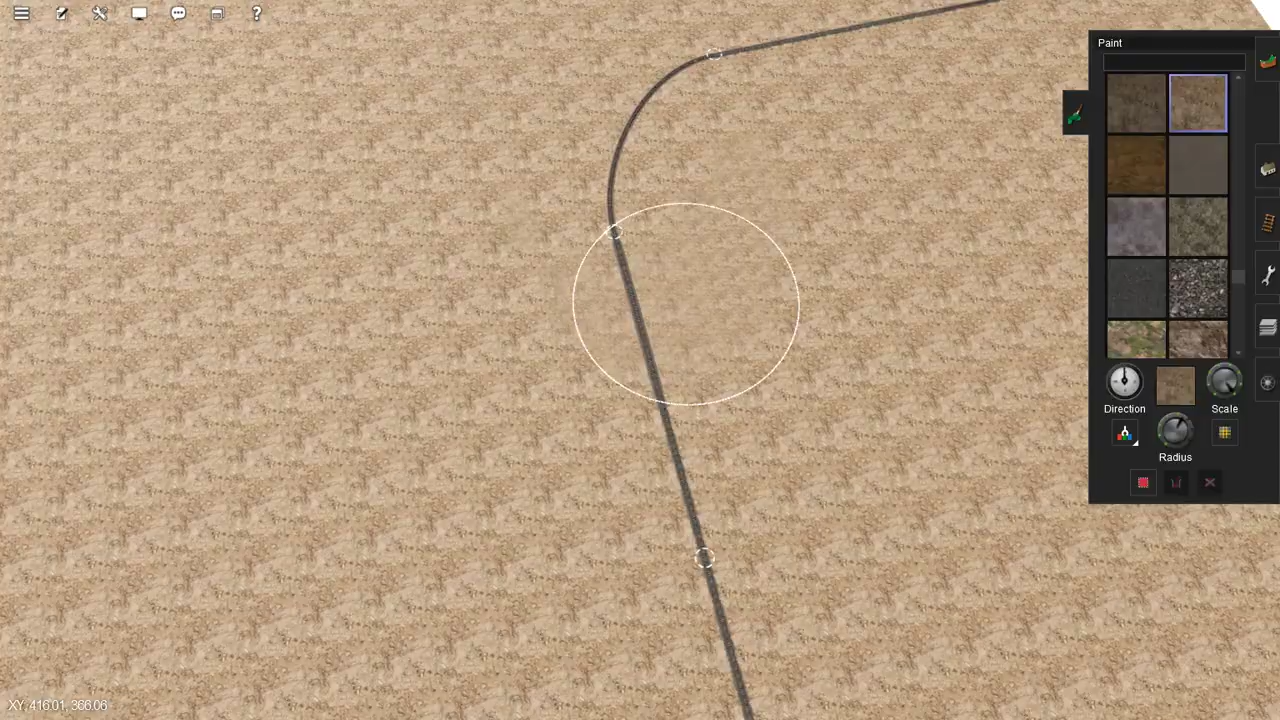 Paint
Direction
Scale
Radius
XY: 416.01, 366.06